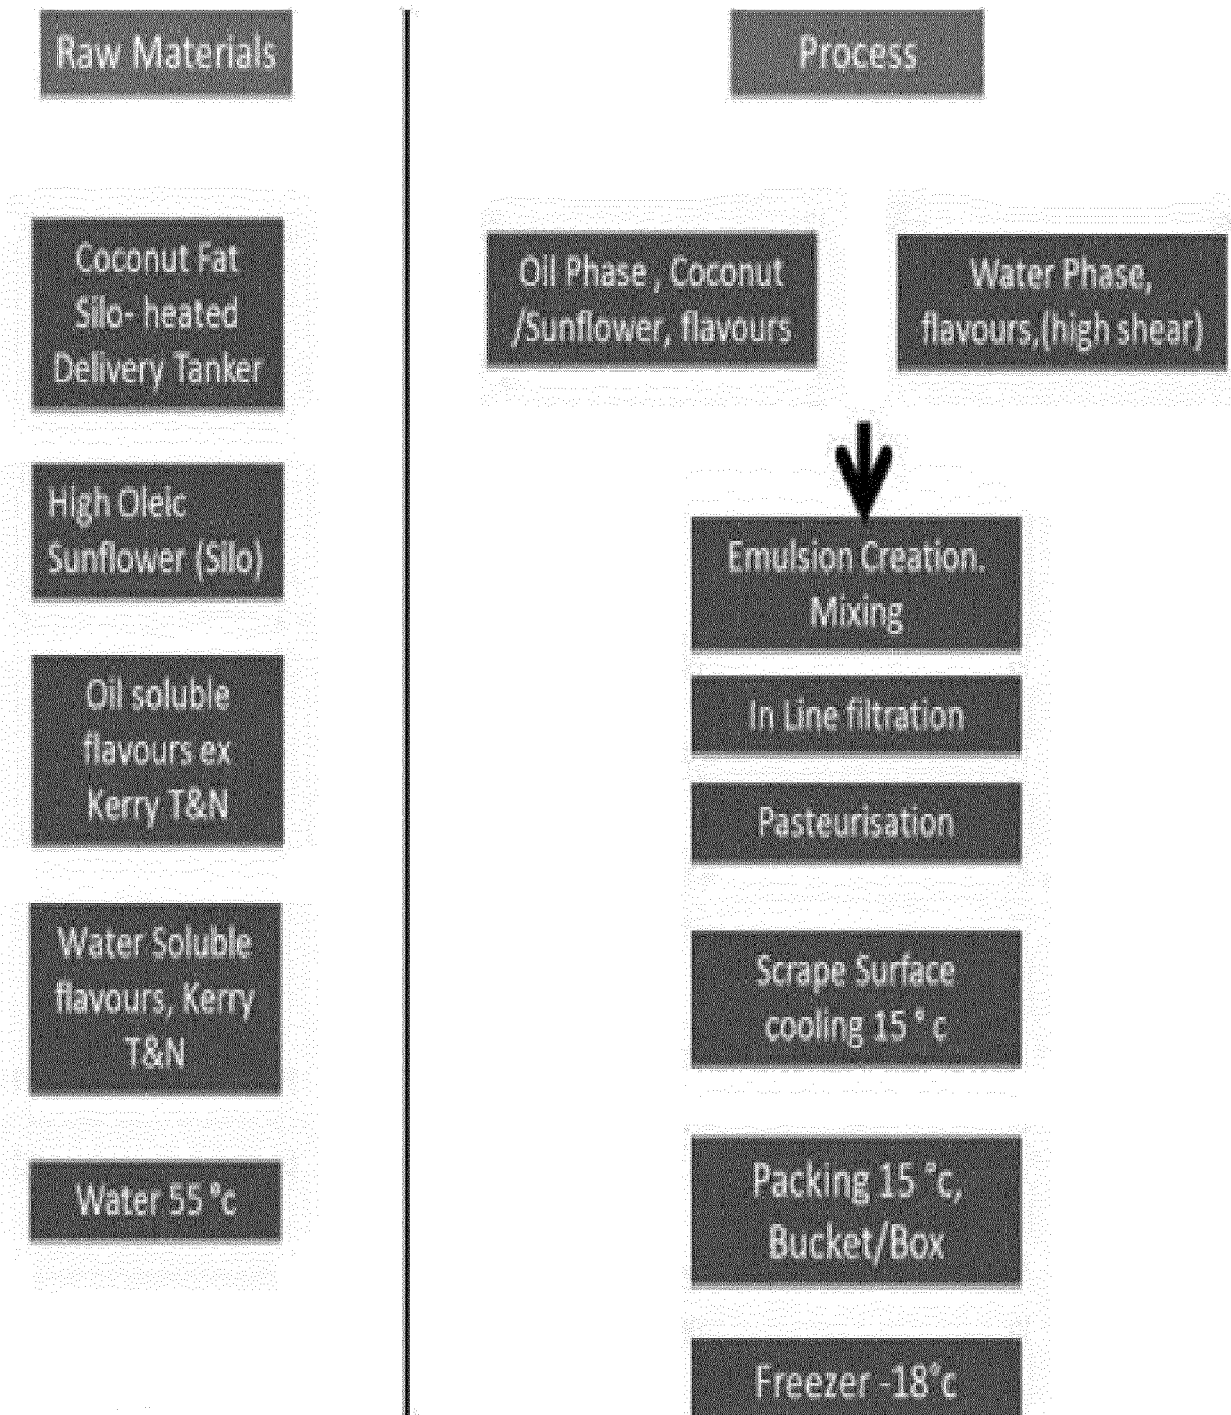 Raw Materials
Process
Coconut Fat
Silo- heated
Delivery Tanker
High Oleic
Sunflower (Silo)
Oil soluble
flavours ex
Kerry T&N
Water Soluble
flavours, Kerry
T&N
Water 55 °c
Oil Phase , Coconut
/Sunflower, flavours
Water Phase,
flavours,(high shear)
Emulsion Creation.
Mixing
In Line filtration
Pasteurisation
Scrape Surface
cooling 15 ° c
Packing 15 °c,
Bucket/Box
Freezer -18°c